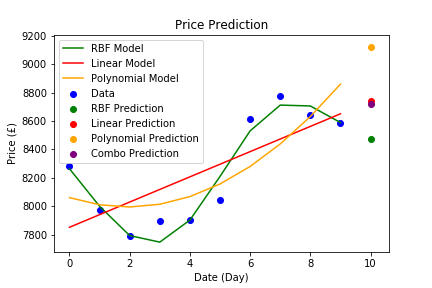 Price Prediction
9200
9000
8800
8600
8400
8200
8000
7800
Price (£)
RBF Model
Linear Model
Polynomial Model
Data
RBF Prediction
Linear Prediction
Polynomial Prediction
Combo Prediction
0 2 4 6 8 10
Date (Day)